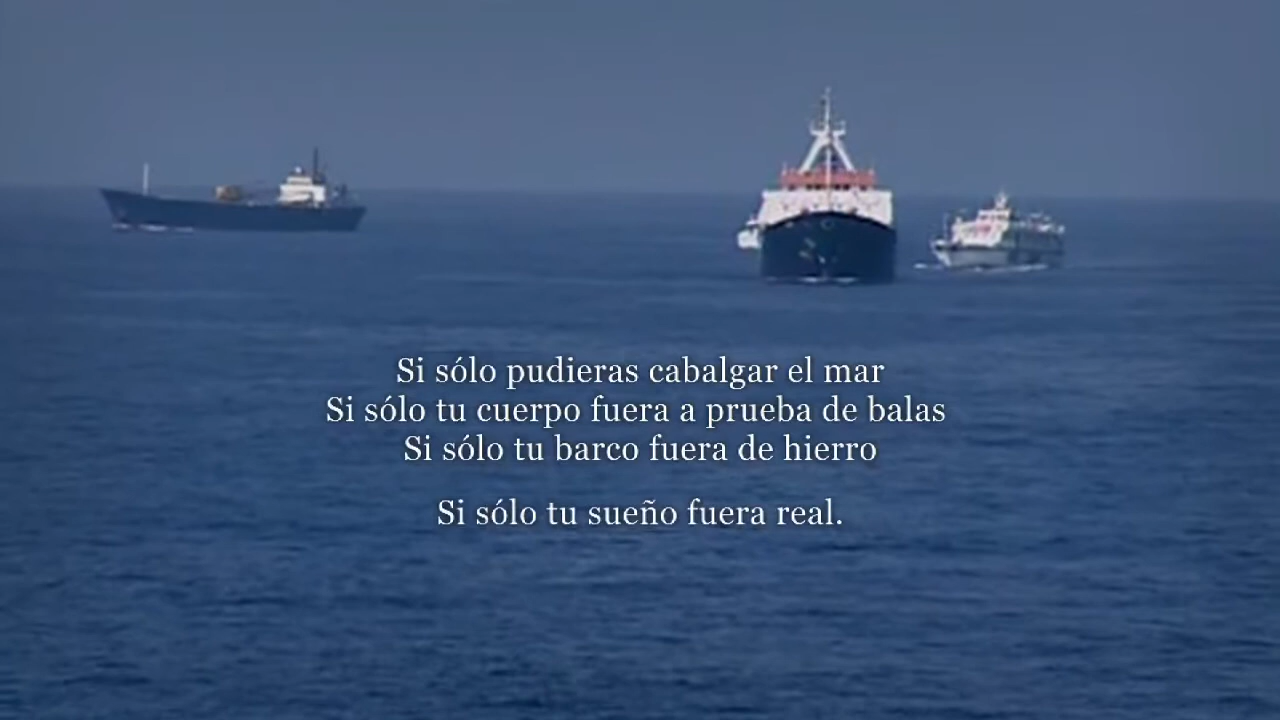 Si sólo pudieras cabalgar el mar
Si sólo tu cuerpo fuera a prueba de balas
Si sólo tu barco fuera de hierro
Si sólo tu sueño fuera real.